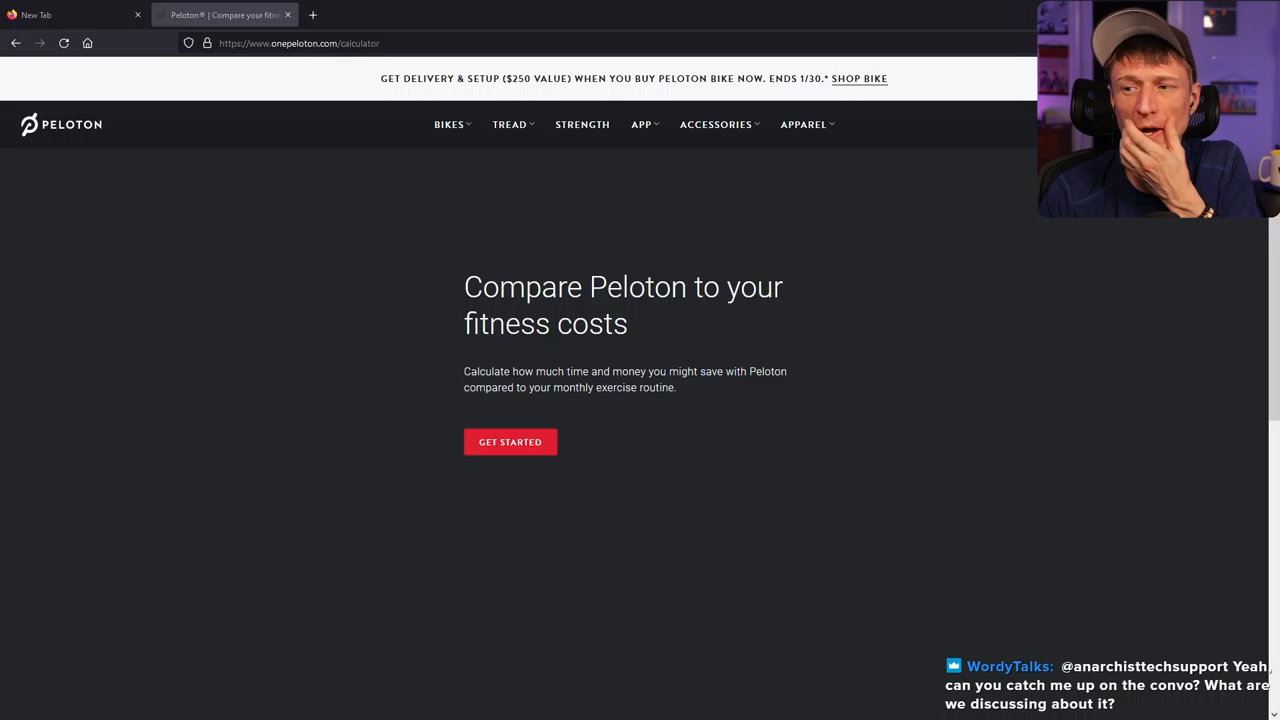 New Tab
Peloton® | Compare your fitne
https://www.onepeloton.com/calculator
GET DELIVERY & SETUP ($250 VALUE) WHEN YOU BUY PELOTON BIKE NOW. ENDS 1/30.* SHOP BIKE
PELOTON
BIKES TREAD STRENGTH APP ACCESSORIES APPAREL
Compare Peloton to your
fitness costs
Calculate how much time and money you might save with Peloton
compared to your monthly exercise routine.
GET STARTED
WordyTalks: @anarchisttechsupport Yeah,
can you catch me up on the convo? What are
we discussing about it?